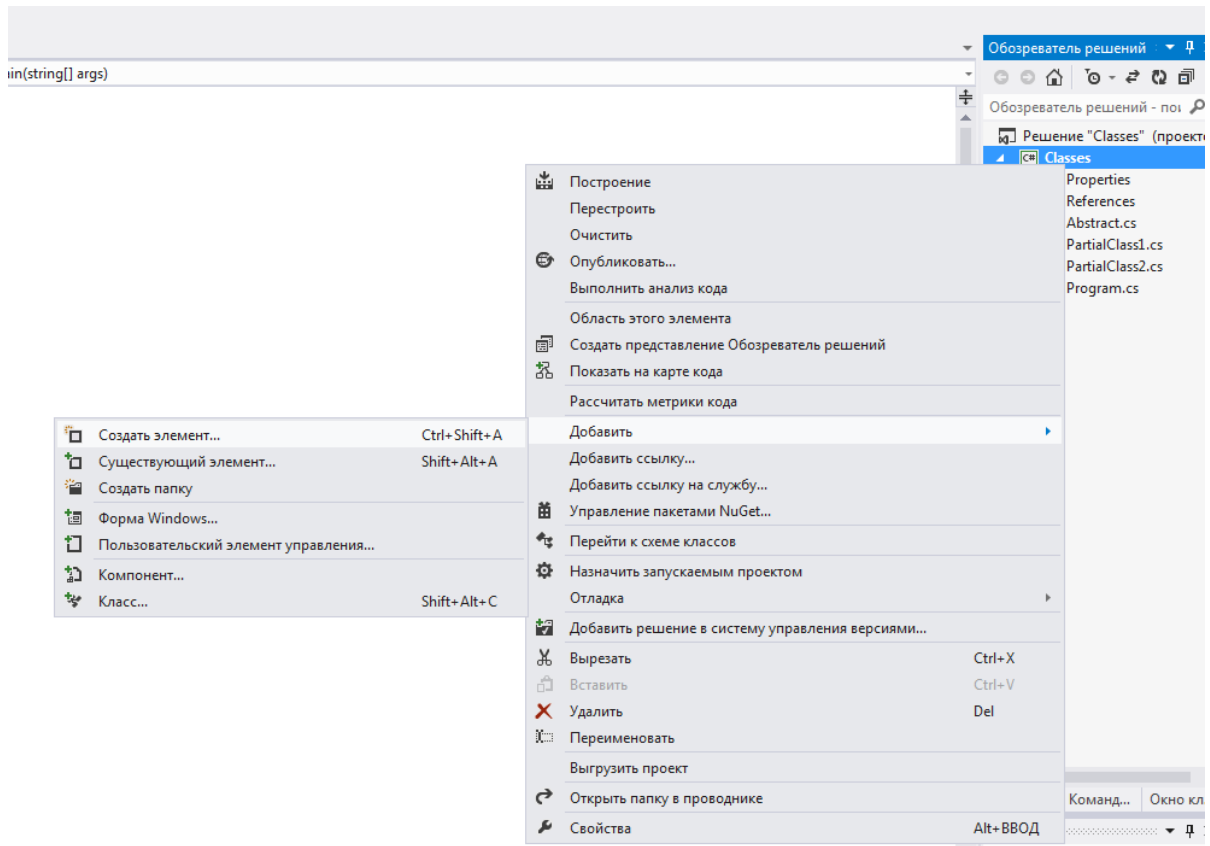 Обозреватель решений
in(string[] args)
Обозреватель решений - по
Решение "Classes" (проект
C# Classes
Properties
References
Abstract.cs
PartialClass1.cs
PartialClass2.cs
Program.cs
Построение
Перестроить
Очистить
Опубликовать...
Выполнить анализ кода
Область этого элемента
Создать представление Обозреватель решений
Показать на карте кода
Рассчитать метрики кода
Добавить
Добавить ссылку...
Добавить ссылку на службу...
Управление пакетами NuGet...
Перейти к схеме классов
Назначить запускаемым проектом
Отладка
Добавить решение в систему управления версиями...
Вырезать Ctrl+X
Вставить Ctrl+V
Удалить Del
Переименовать
Выгрузить проект
Открыть папку в проводнике
Свойства Alt+ВВОД
Создать элемент... Ctrl+Shift+A
Существующий элемент... Shift+Alt+A
Создать папку
Форма Windows...
Пользовательский элемент управления...
Компонент...
Класс... Shift+Alt+C
Команд... Окно кл